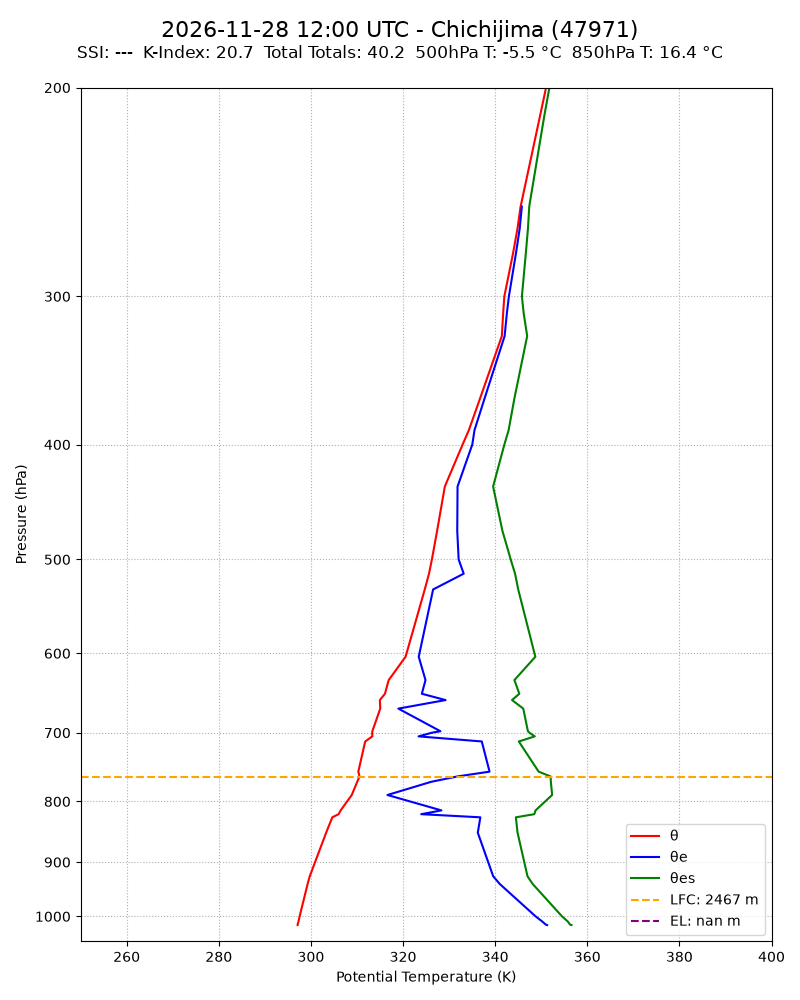 2026-11-28 12:00 UTC - Chichijima (47971)
SSI: --- K-Index: 20.7 Total Totals: 40.2 500hPa T: -5.5 °C 850hPa T: 16.4 °C
200
300
400
500
600
700
800
900
1000
Pressure (hPa)
θ
θe
θes
LFC: 2467 m
EL: nan m
260
280
300
320
340
360
380
400
Potential Temperature (K)